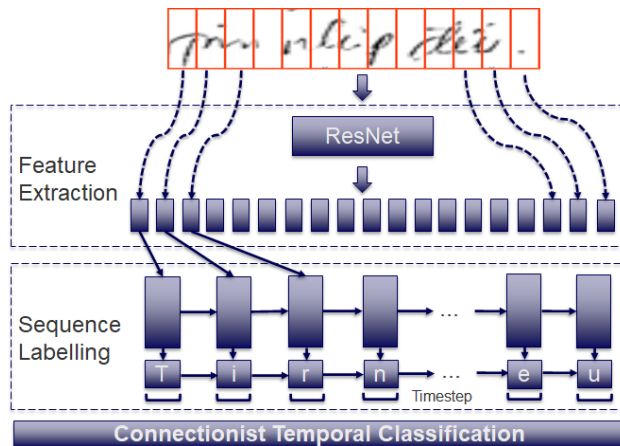 ResNet
Feature
Extraction
Sequence
Labelling
...
T i r n ... e u
Timestep
Connectionist Temporal Classification